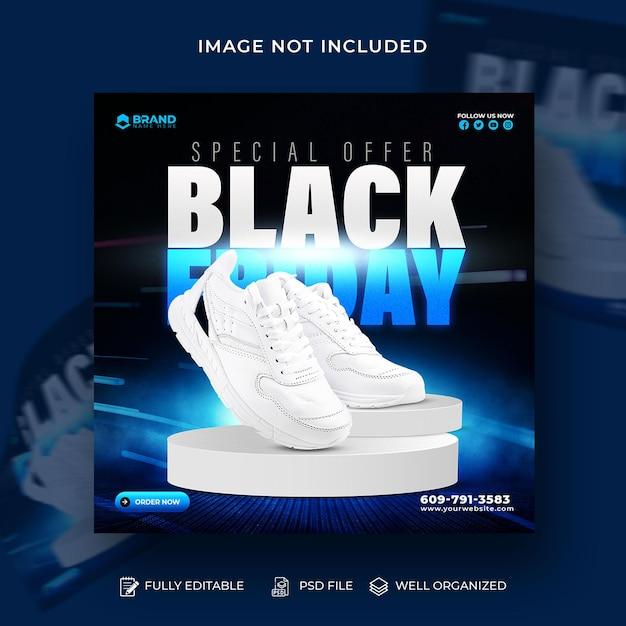 IMAGE NOT INCLUDED
BLACK
BRAND
NAME HERE
FOLLOW US NOW
SPECIAL OFFER
BLACK
FRIDAY
ORDER NOW
609-791-3583
www.yourwebsite.com
FULLY EDITABLE
PSD FILE
WELL ORGANIZED